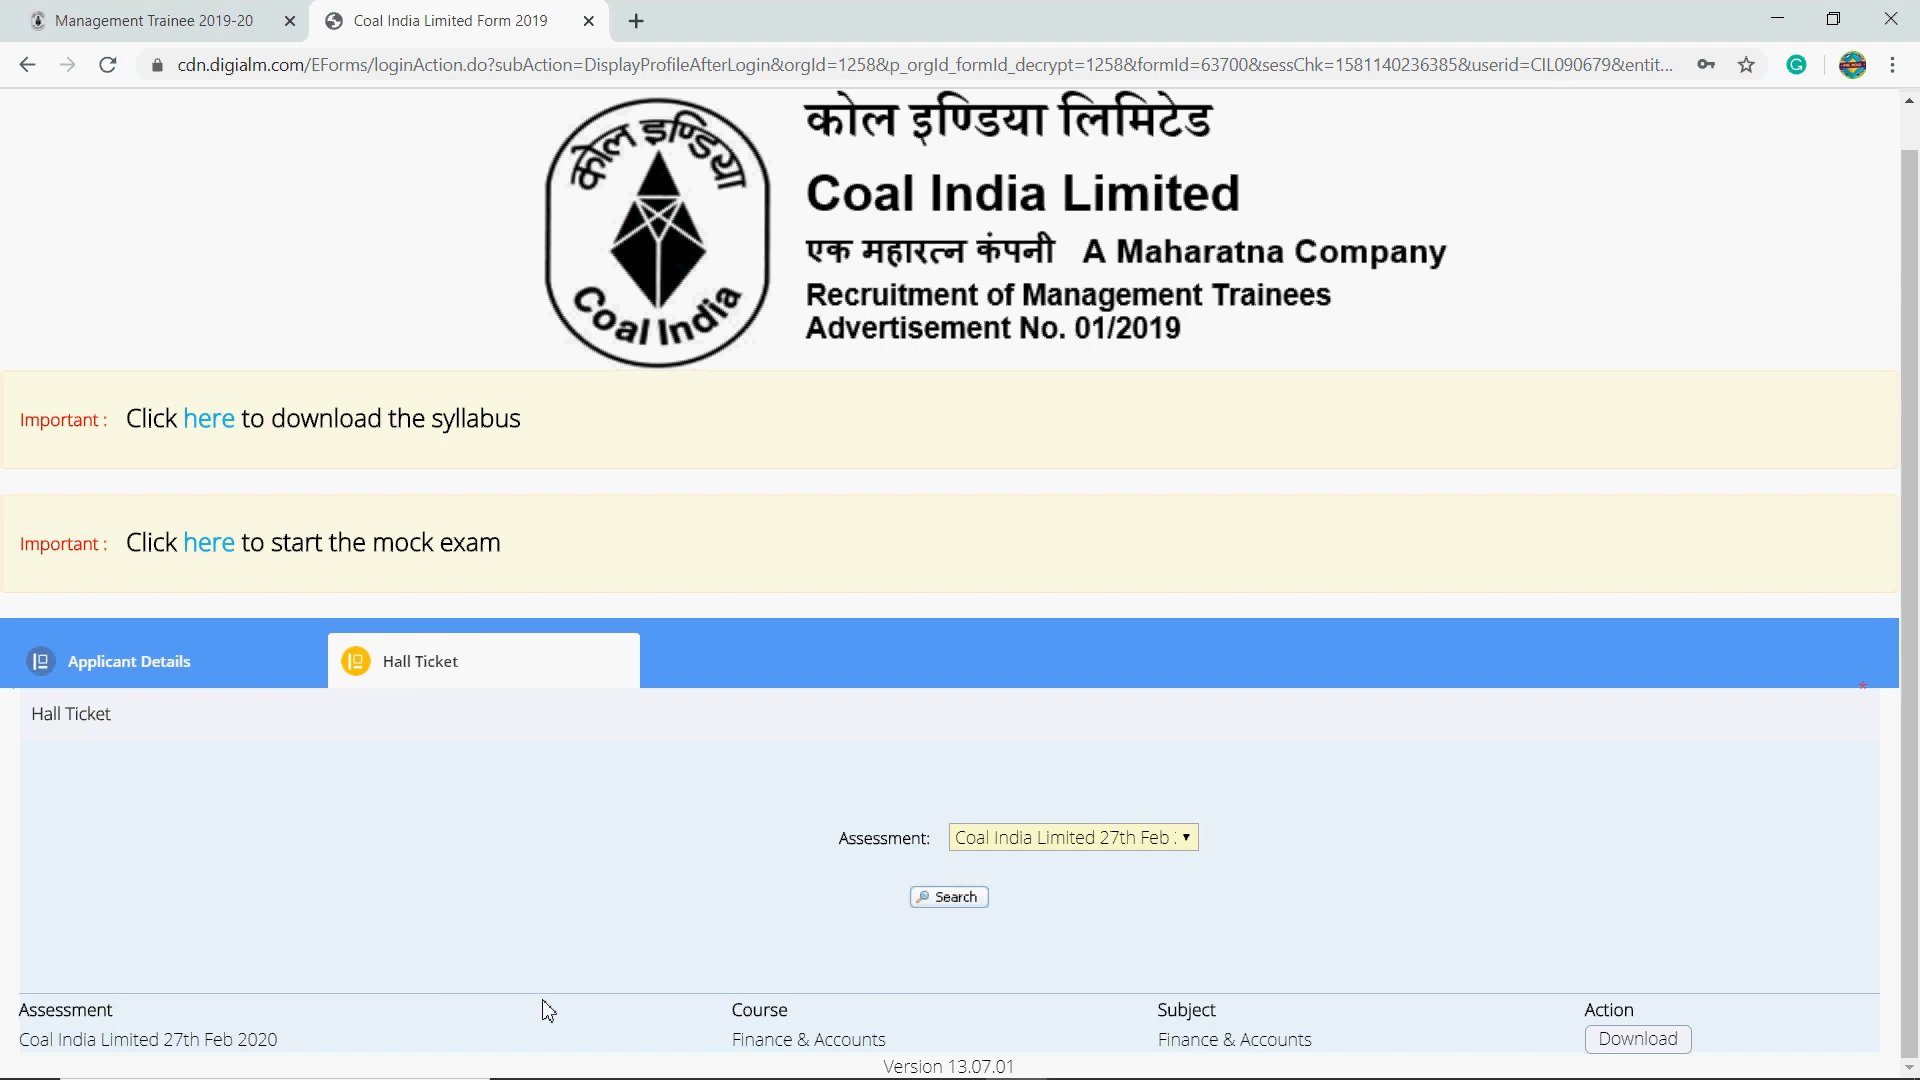 Management Trainee 2019-20
Coal India Limited Form 2019
cdn.digialm.com/EForms/loginAction.do?subAction=DisplayProfileAfterLogin&orgId=1258&p_orgId_formId_decrypt=1258&formId=63700&sessChk=1581140236385&userid=CIL090679&entit...
कोल इण्डिया
Coal India
कोल इण्डिया लिमिटेड
Coal India Limited
एक महारत्न कंपनी A Maharatna Company
Recruitment of Management Trainees
Advertisement No. 01/2019
Important : Click here to download the syllabus
Important : Click here to start the mock exam
Applicant Details
Hall Ticket
*
Hall Ticket
Assessment: Coal India Limited 27th Feb :
Search
Assessment Course Subject Action
Coal India Limited 27th Feb 2020 Finance & Accounts Finance & Accounts Download
Version 13.07.01